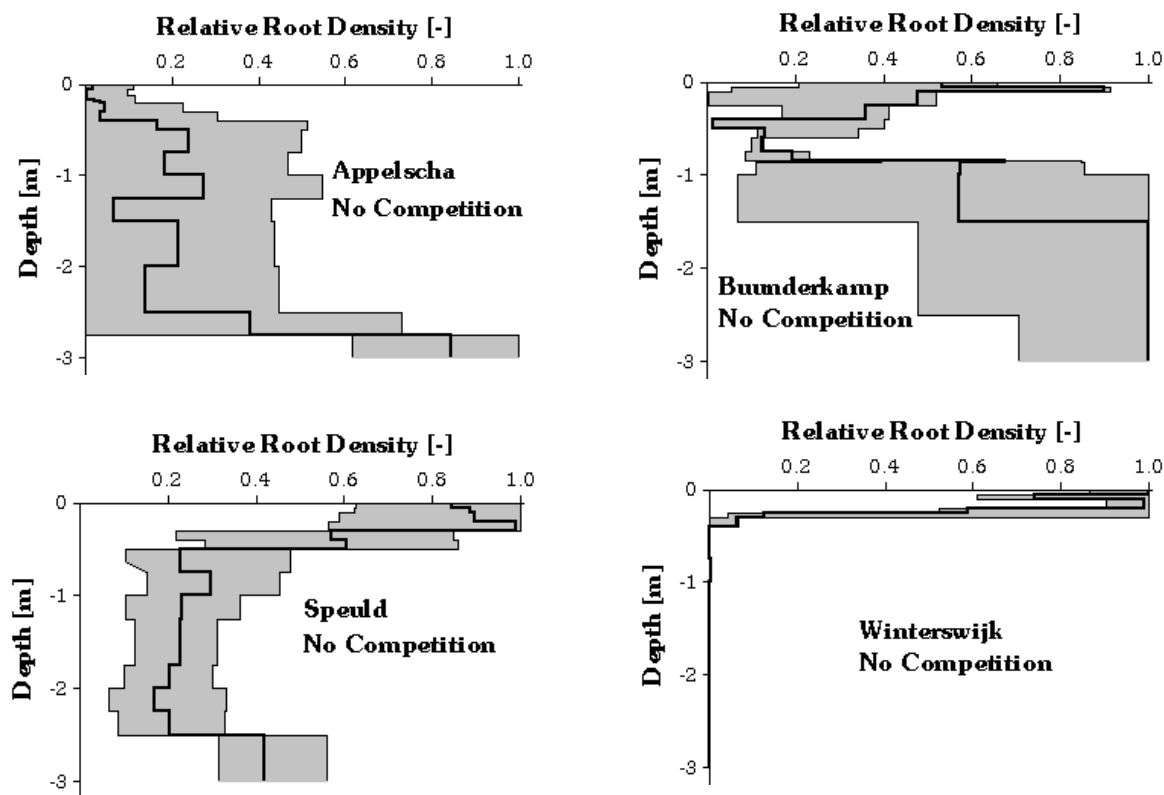 Relative Root Density [-]
0.2 0.4 0.6 0.8 1.0
0
-1
-2
-3
Depth [m]
Appelscha
No Competition
Relative Root Density [-]
0.2 0.4 0.6 0.8 1.0
0
-1
-2
-3
Depth [m]
Buunderkamp
No Competition
Relative Root Density [-]
0.2 0.4 0.6 0.8 1.0
0
-1
-2
-3
Depth [m]
Speuld
No Competition
Relative Root Density [-]
0.2 0.4 0.6 0.8 1.0
0
-1
-2
-3
Depth [m]
Winterswijk
No Competition